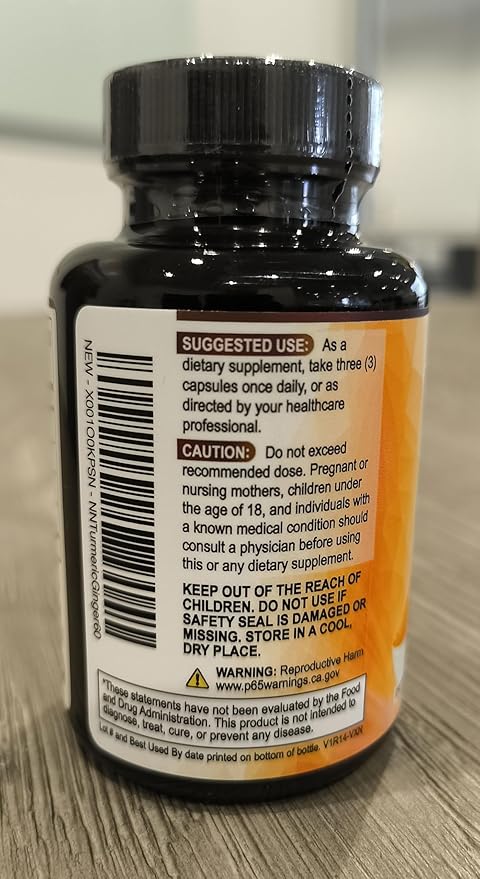 NEW - X001O0KPSN - NNTurmericGinger60
SUGGESTED USE: As a
dietary supplement, take three (3)
capsules once daily, or as
directed by your healthcare
professional.
CAUTION: Do not exceed
recommended dose. Pregnant or
nursing mothers, children under
the age of 18, and individuals with
a known medical condition should
consult a physician before using
this or any dietary supplement.
KEEP OUT OF THE REACH OF
CHILDREN. DO NOT USE IF
SAFETY SEAL IS DAMAGED OR
MISSING. STORE IN A COOL,
DRY PLACE.
WARNING: Reproductive Harm
www.p65warnings.ca.gov
*These statements have not been evaluated by the Food
and Drug Administration. This product is not intended to
diagnose, treat, cure, or prevent any disease.
Lot # and Best Used By date printed on bottom of bottle. V1R14-VXN